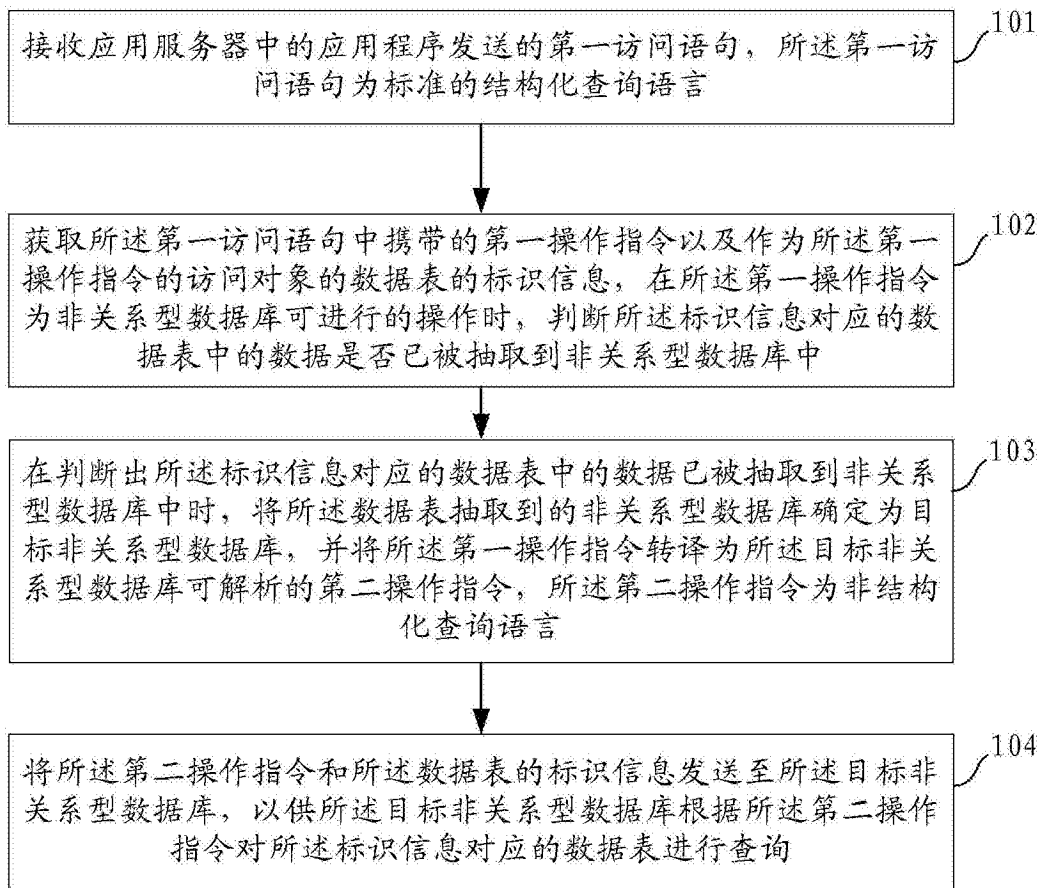 接收应用服务器中的应用程序发送的第一访问语句，所述第一访
问语句为标准的结构化查询语言
101
获取所述第一访问语句中携带的第一操作指令以及作为所述第一
操作指令的访问对象的数据表的标识信息，在所述第一操作指令
为非关系型数据库可进行的操作时，判断所述标识信息对应的数
据表中的数据是否已被抽取到非关系型数据库中
102
在判断出所述标识信息对应的数据表中的数据已被抽取到非关系
型数据库中时，将所述数据表抽取到的非关系型数据库确定为目
标非关系型数据库，并将所述第一操作指令转译为所述目标非关
系型数据库可解析的第二操作指令，所述第二操作指令为非结构
化查询语言
103
将所述第二操作指令和所述数据表的标识信息发送至所述目标非
关系型数据库，以供所述目标非关系型数据库根据所述第二操作
指令对所述标识信息对应的数据表进行查询
104